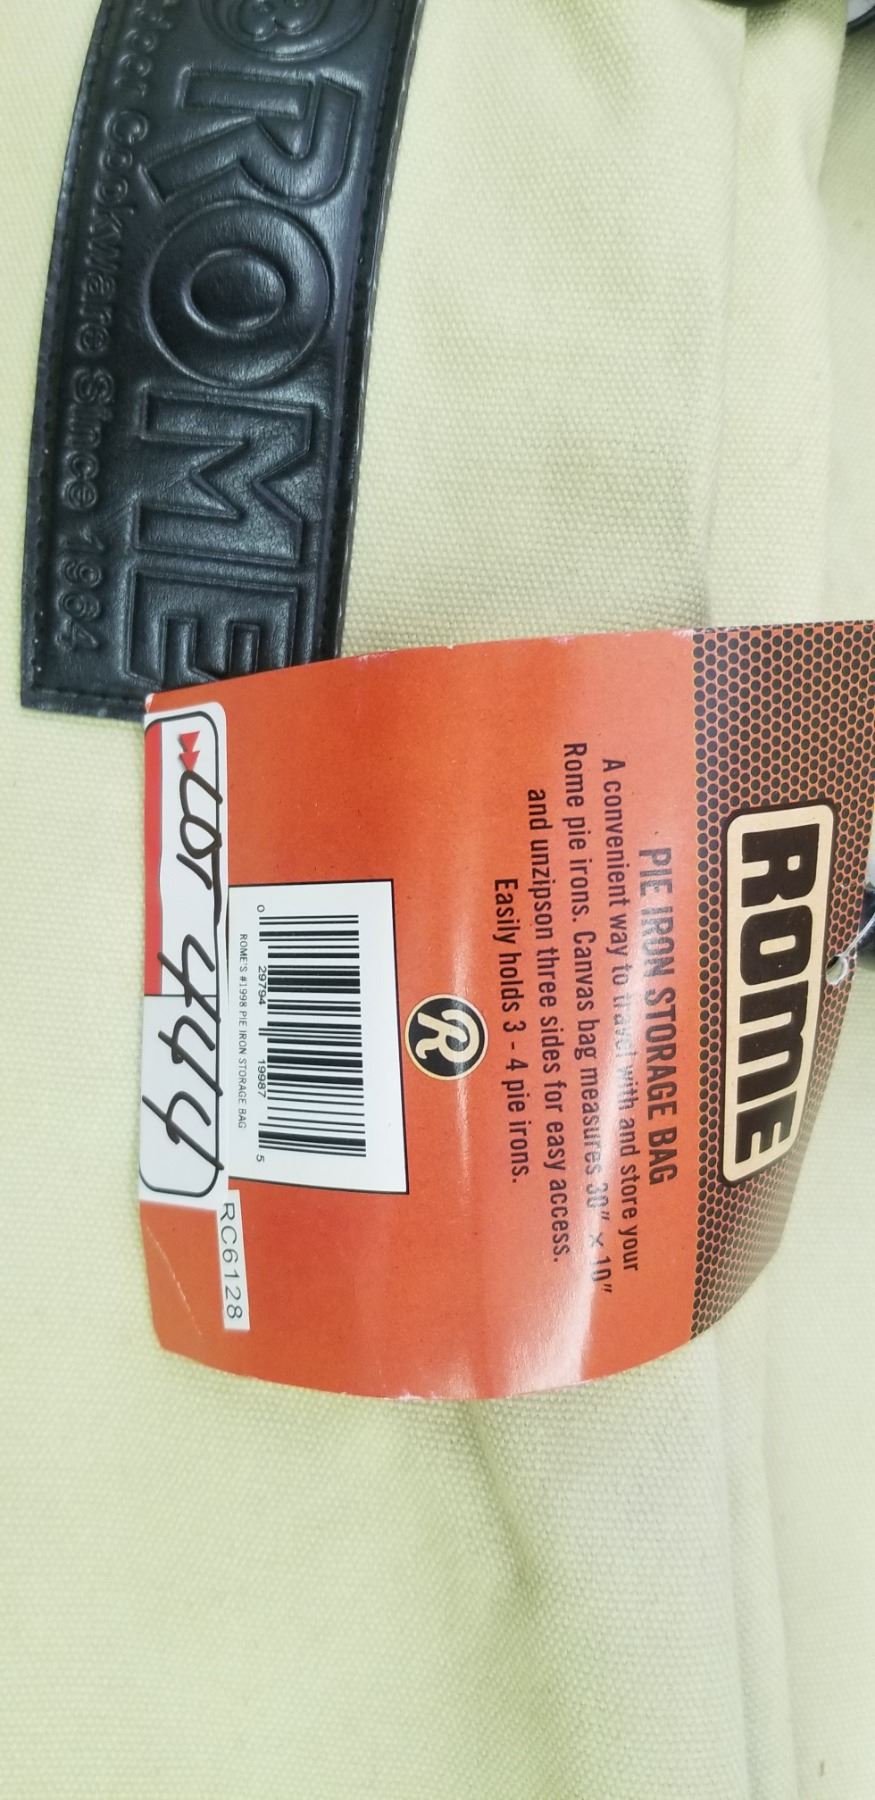 ROME
Cookware Since 1964
ROME
PIE IRON STORAGE BAG
A convenient way to travel with and store your
Rome pie irons. Canvas bag measures 30" x 10"
and unzipson three sides for easy access.
Easily holds 3 - 4 pie irons.
R
0 29794 19987 5
ROME'S #1998 PIE IRON STORAGE BAG
LOT 444
RC6128